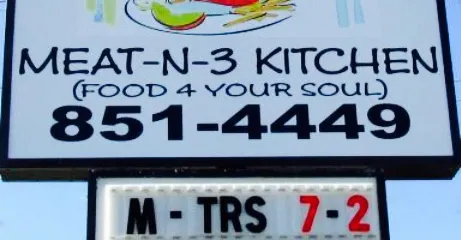 MEAT-N-3 KITCHEN
(FOOD 4 YOUR SOUL)
851-4449
M - TRS 7-2